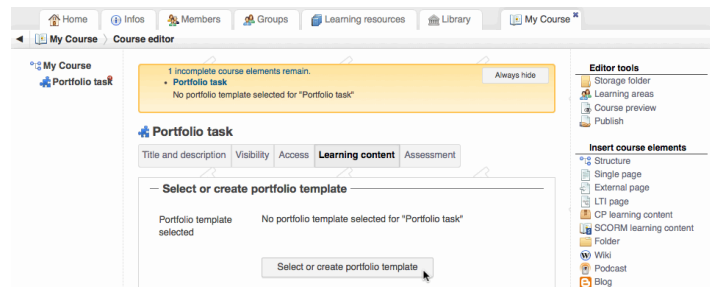 Home
Infos
Members
Groups
Learning resources
Library
My Course
My Course
Course editor
My Course
Portfolio task
1 incomplete course elements remain.
Portfolio task
No portfolio template selected for "Portfolio task"
Always hide
Portfolio task
Title and description
Visibility
Access
Learning content
Assessment
Select or create portfolio template
Portfolio template
selected
No portfolio template selected for "Portfolio task"
Select or create portfolio template
Editor tools
Storage folder
Learning areas
Course preview
Publish
Insert course elements
Structure
Single page
External page
LTI page
CP learning content
SCORM learning content
Folder
Wiki
Podcast
Blog